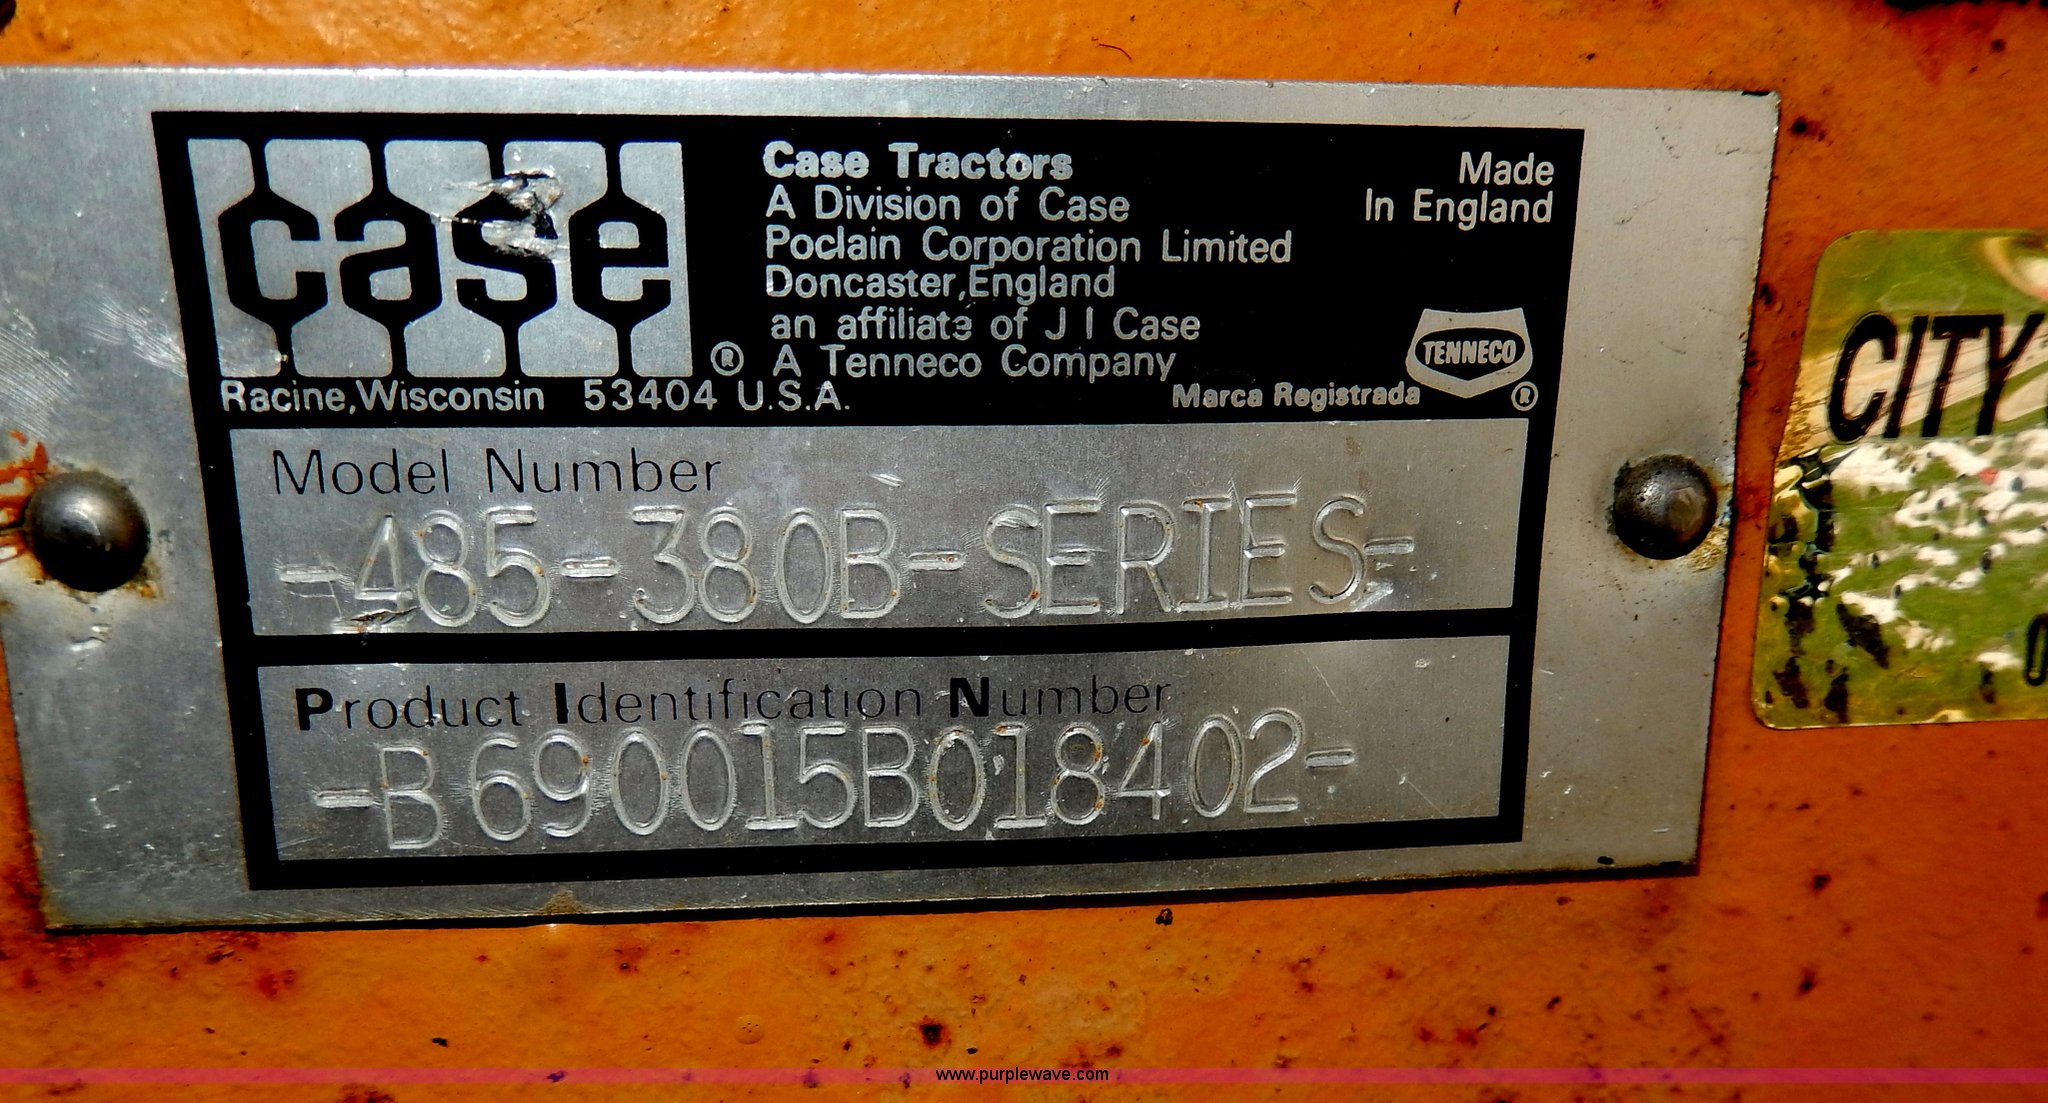 case
®
Racine,Wisconsin 53404 U.S.A.
Case Tractors
A Division of Case
Poclain Corporation Limited
Doncaster,England
an affiliate of J I Case
A Tenneco Company
Made
In England
TENNECO
Marca Registrada ®
Model Number
-485-380B-SERIES-
Product Identification Number
-B690015B018402-
CITY
www.purplewave.com